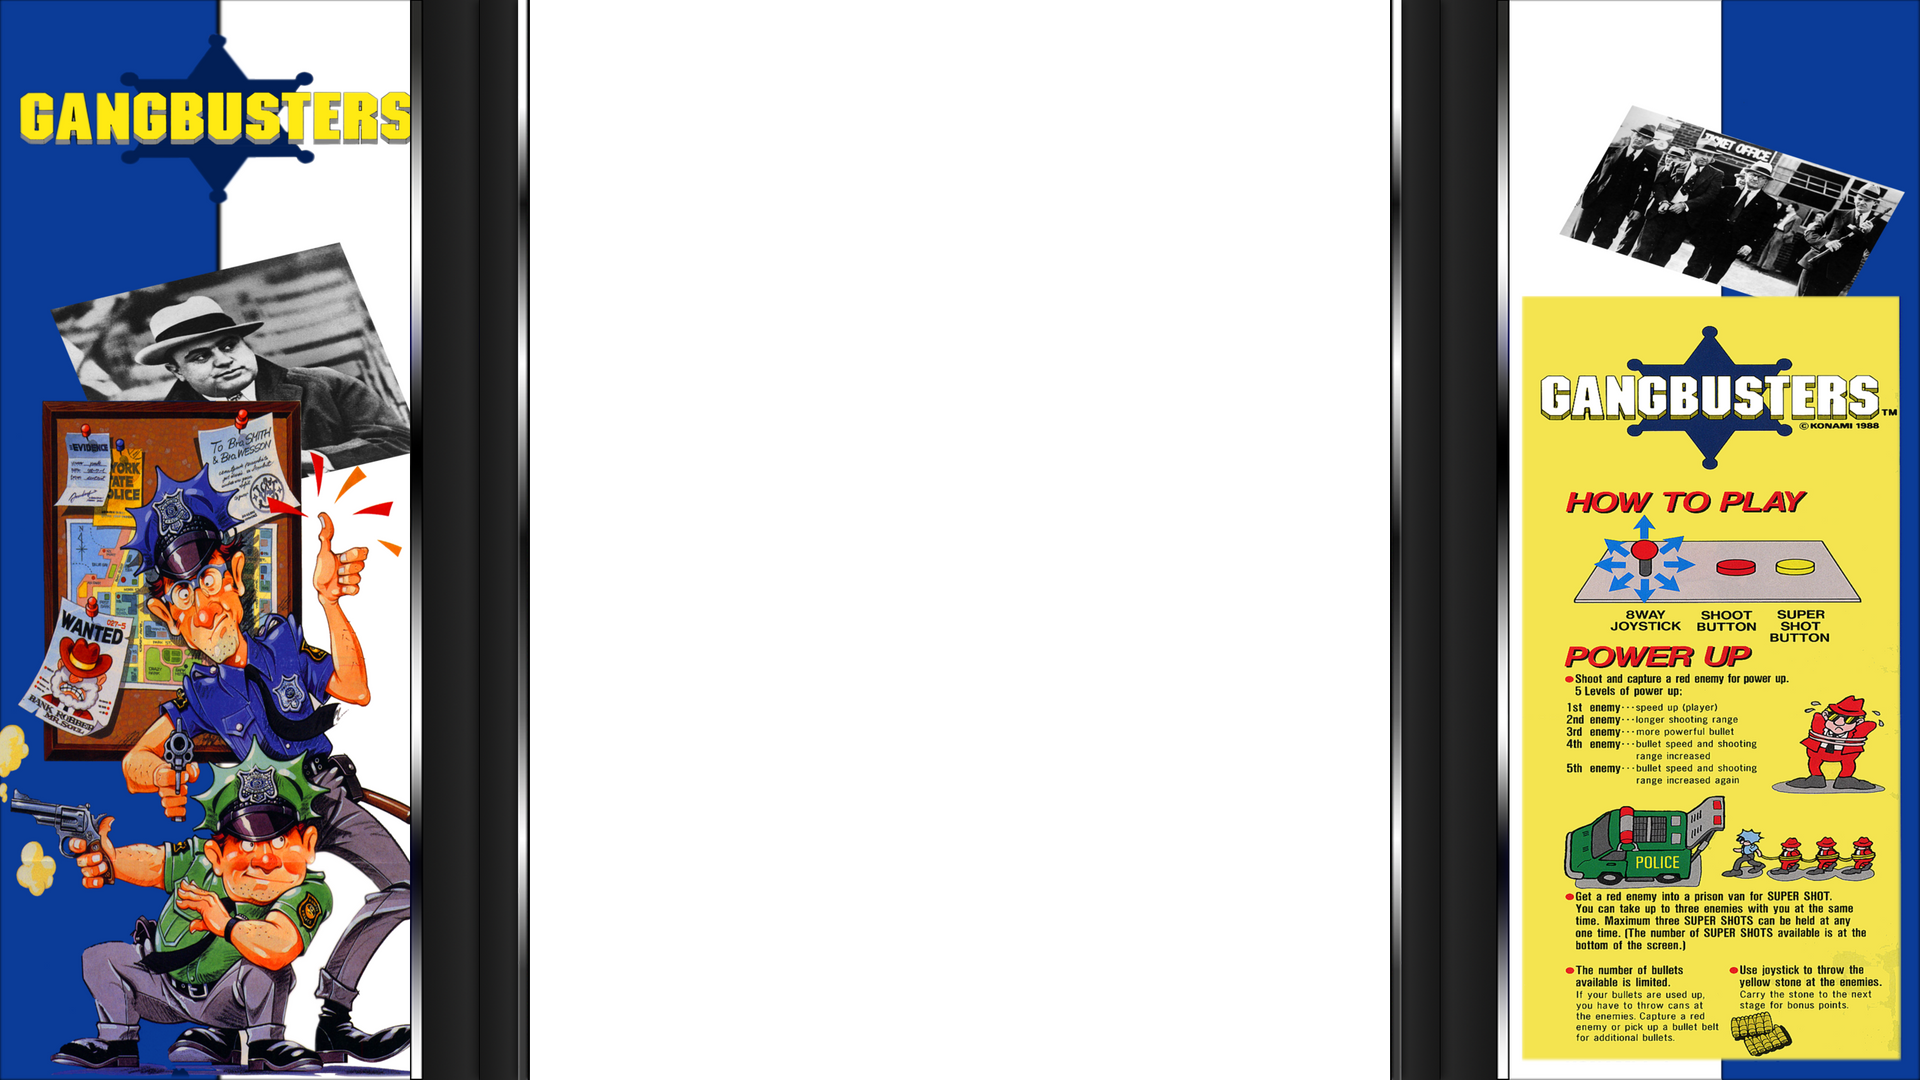 GANGBUSTERS
EVIDENCE
YORK
ATE
OLICE
To Bro. SMITH
& Bro. WESSON
WANTED
027-5
BANK ROBBER
TICKET OFFICE
GANGBUSTERS™
© KONAMI 1988
HOW TO PLAY
8WAY JOYSTICK
SHOOT BUTTON
SUPER SHOT BUTTON
POWER UP
●Shoot and capture a red enemy for power up.
5 Levels of power up:
1st enemy···speed up (player)
2nd enemy···longer shooting range
3rd enemy···more powerful bullet
4th enemy···bullet speed and shooting
range increased
5th enemy···bullet speed and shooting
range increased again
POLICE
●Get a red enemy into a prison van for SUPER SHOT.
You can take up to three enemies with you at the same
time. Maximum three SUPER SHOTS can be held at any
one time. (The number of SUPER SHOTS available is at the
bottom of the screen.)
●The number of bullets
available is limited.
If your bullets are used up,
you have to throw cans at
the enemies. Capture a red
enemy or pick up a bullet belt
for additional bullets.
●Use joystick to throw the
yellow stone at the enemies.
Carry the stone to the next
stage for bonus points.